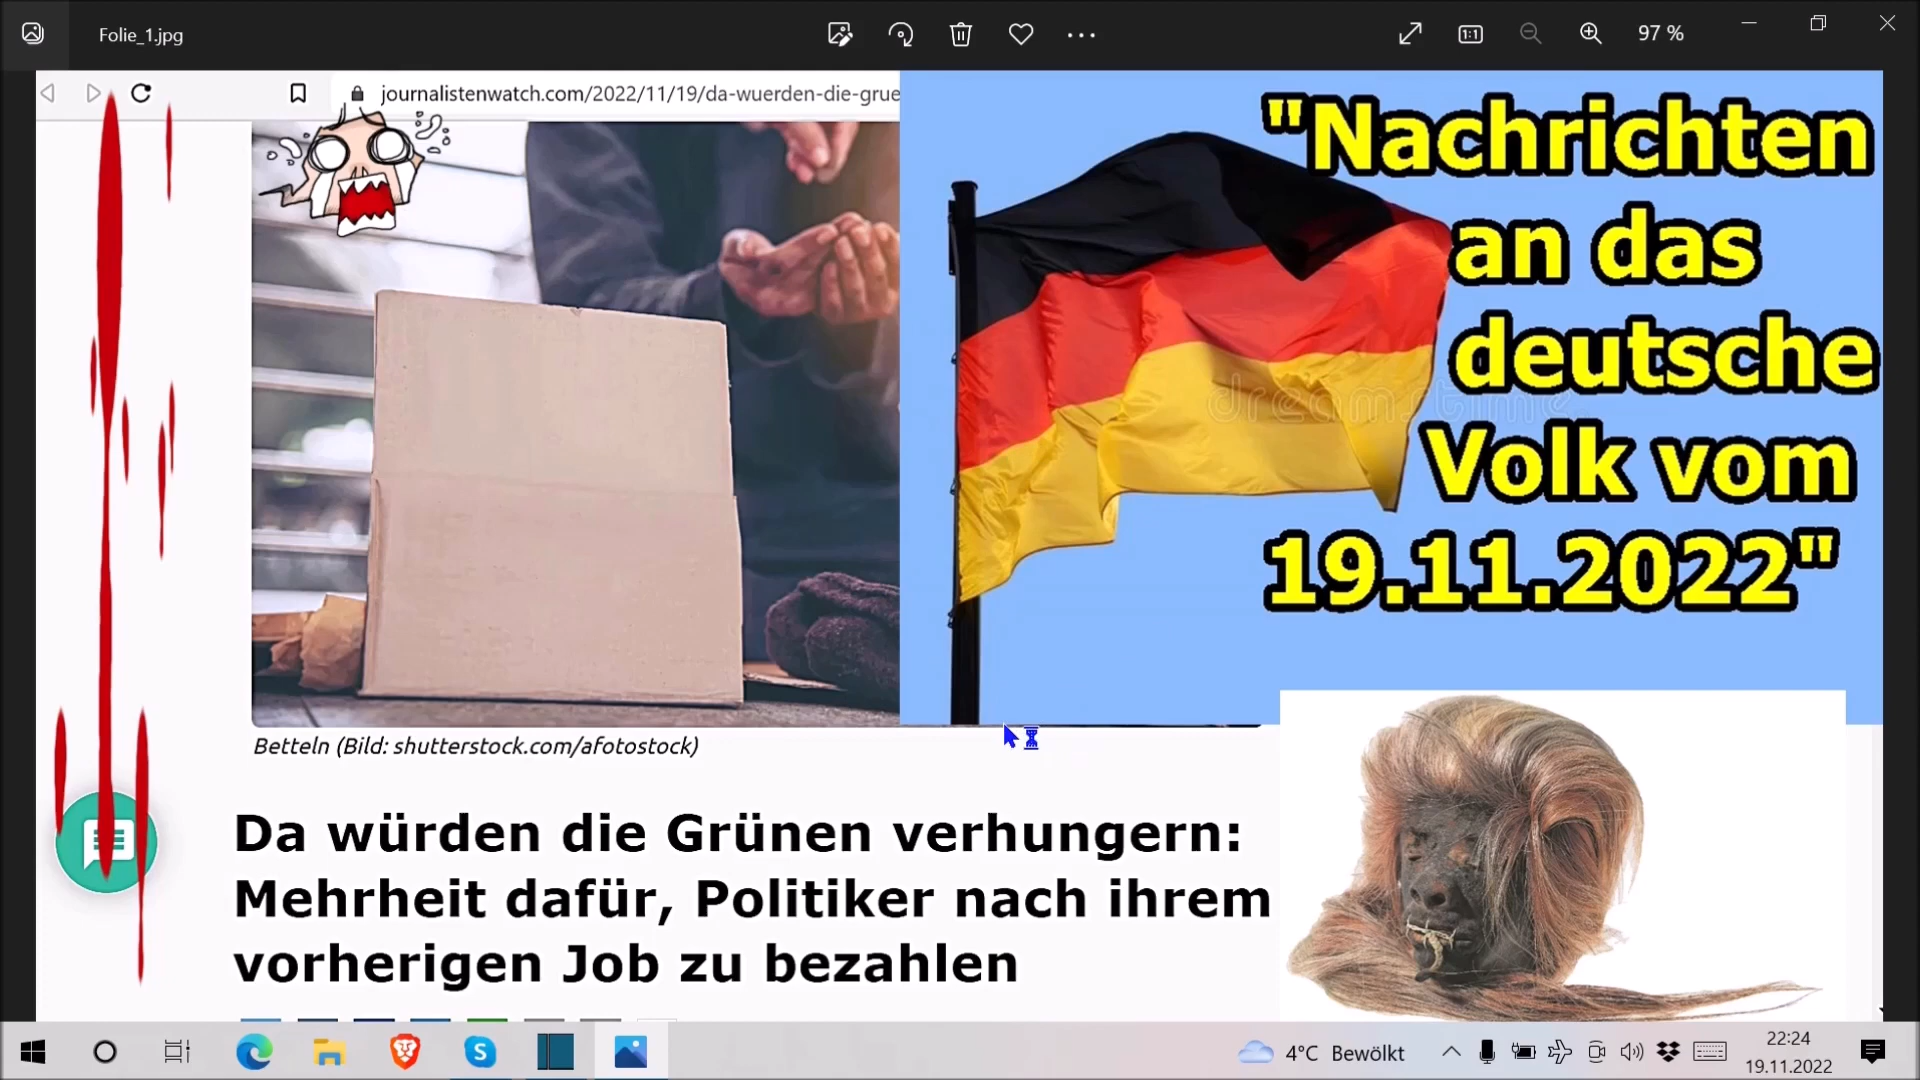 Folie_1.jpg
97 %
journalistenwatch.com/2022/11/19/da-wuerden-die-grue
"Nachrichten
an das
deutsche
Volk vom
19.11.2022"
dreamstime
Betteln (Bild: shutterstock.com/afotostock)
Da würden die Grünen verhungern:
Mehrheit dafür, Politiker nach ihrem
vorherigen Job zu bezahlen
4°C Bewölkt
22:24
19.11.2022